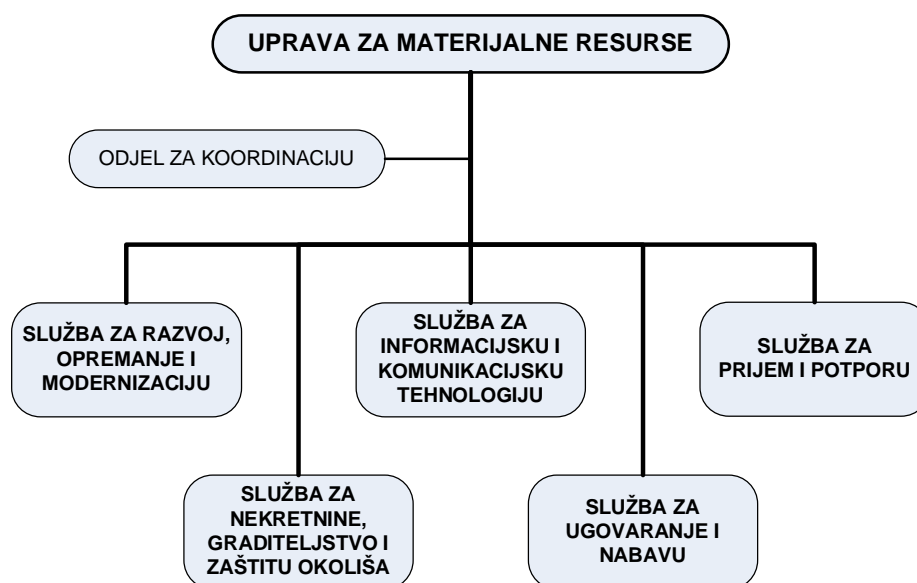 UPRAVA ZA MATERIJALNE RESURSE
ODJEL ZA KOORDINACIJU
SLUŽBA ZA RAZVOJ,
OPREMANJE I
MODERNIZACIJU
SLUŽBA ZA
INFORMACIJSKU I
KOMUNIKACIJSKU
TEHNOLOGIJU
SLUŽBA ZA
PRIJEM I POTPORU
SLUŽBA ZA
NEKRETNINE,
GRADITELJSTVO I
ZAŠTITU OKOLIŠA
SLUŽBA ZA
UGOVARANJE I
NABAVU